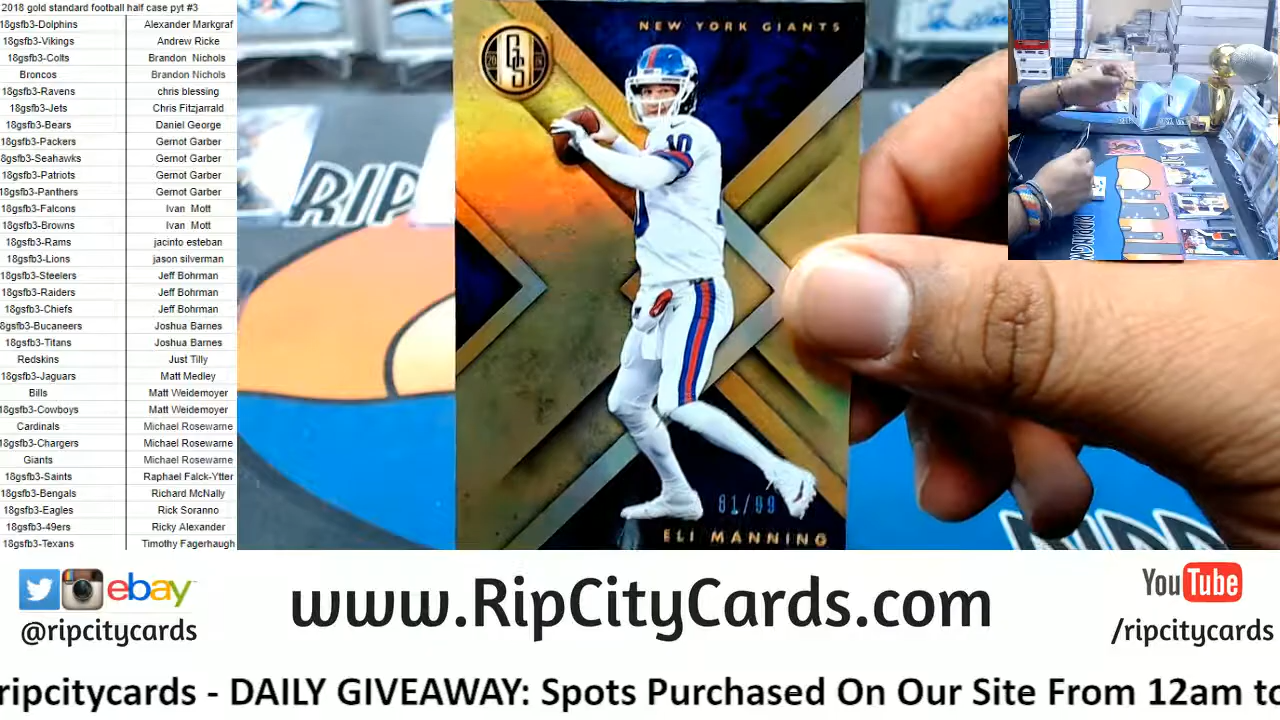 2018 gold standard football half case pyt #3
18gsfb3-Dolphins Alexander Markgraf
18gsfb3-Vikings Andrew Ricke
18gsfb3-Colts Brandon Nichols
Broncos Brandon Nichols
18gsfb3-Ravens chris blessing
18gsfb3-Jets Chris Fitzjarrald
18gsfb3-Bears Daniel George
18gsfb3-Packers Gernot Garber
8gsfb3-Seahawks Gernot Garber
18gsfb3-Patriots Gernot Garber
8gsfb3-Panthers Gernot Garber
18gsfb3-Falcons Ivan Mott
18gsfb3-Browns Ivan Mott
18gsfb3-Rams jacinto esteban
18gsfb3-Lions jason silverman
18gsfb3-Steelers Jeff Bohrman
18gsfb3-Raiders Jeff Bohrman
18gsfb3-Chiefs Jeff Bohrman
8gsfb3-Bucaneers Joshua Barnes
18gsfb3-Titans Joshua Barnes
Redskins Just Tilly
18gsfb3-Jaguars Matt Medley
Bills Matt Weidemoyer
8gsfb3-Cowboys Matt Weidemoyer
Cardinals Michael Rosewarne
8gsfb3-Chargers Michael Rosewarne
Giants Michael Rosewarne
18gsfb3-Saints Raphael Falck-Ytter
18gsfb3-Bengals Richard McNally
18gsfb3-Eagles Rick Soranno
18gsfb3-49ers Ricky Alexander
18gsfb3-Texans Timothy Fagerhaugh
NEW YORK GIANTS
GS
10
81/99
ELI MANNING
RIP
ebay
@ripcitycards
www.RipCityCards.com
YouTube
/ripcitycards
ripcitycards - DAILY GIVEAWAY: Spots Purchased On Our Site From 12am to